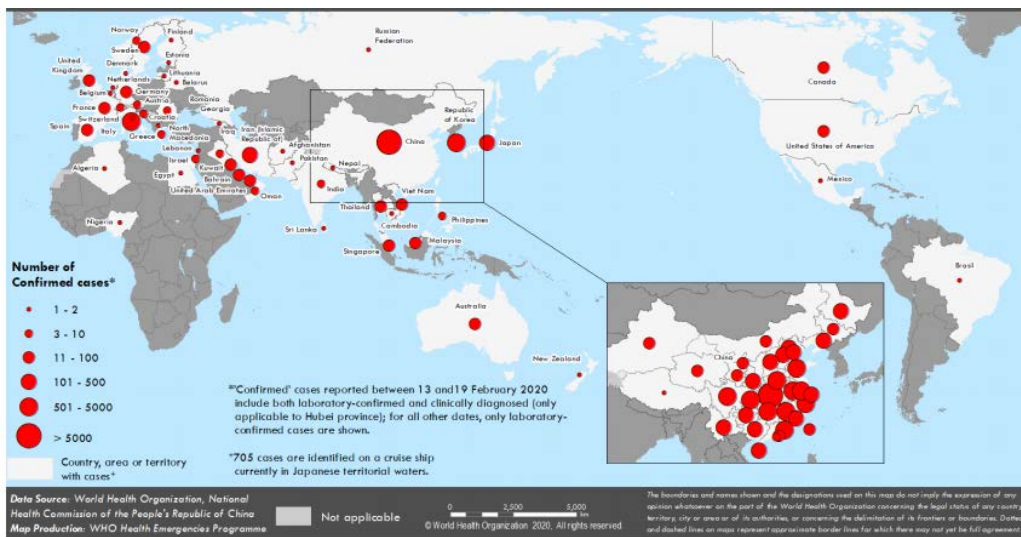 Norway
Finland
Sweden
Estonia
Russian
Federation
United
Kingdom
Denmark
Lithuania
Netherlands
Belarus
Belgium
Germany
Austria
Romania
France
Croatia
Georgia
Switzerland
North
Macedonia
Spain
Italy
Greece
Lebanon
Iraq
Iran (Islamic
Republic of)
Afghanistan
Israel
Kuwait
Pakistan
Nepal
Algeria
Egypt
Bahrain
United Arab Emirates
Oman
India
Nigeria
Sri Lanka
Republic
of Korea
China
Japan
Viet Nam
Thailand
Cambodia
Philippines
Malaysia
Singapore
Australia
New Zealand
Canada
United States of America
Mexico
Brasil
China
Number of
Confirmed cases*
1 - 2
3 - 10
11 - 100
101 - 500
501 - 5000
> 5000
Country, area or territory
with cases+
*'Confirmed' cases reported between 13 and19 February 2020
include both laboratory-confirmed and clinically diagnosed (only
applicable to Hubei province); for all other dates, only laboratory-
confirmed cases are shown.
*705 cases are identified on a cruise ship
currently in Japanese territorial waters.
Data Source: World Health Organization, National
Health Commission of the People's Republic of China
Map Production: WHO Health Emergencies Programme
Not applicable
0 2,500 5,000
km
© World Health Organization 2020, All rights reserved.
The boundaries and names shown and the designations used on this map do not imply the expression of any
opinion whatsoever on the part of the World Health Organization concerning the legal status of any country,
territory, city or area or of its authorities, or concerning the delimitation of its frontiers or boundaries. Dotted
and dashed lines on maps represent approximate border lines for which there may not yet be full agreement.